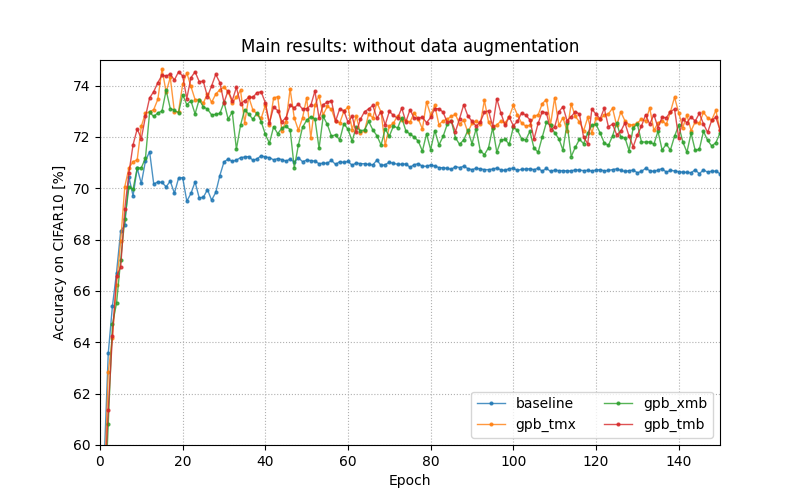 Main results: without data augmentation
Accuracy on CIFAR10 [%]
74
72
70
68
66
64
62
60
0 20 40 60 80 100 120 140
Epoch
baseline gpb_xmb
gpb_tmx gpb_tmb